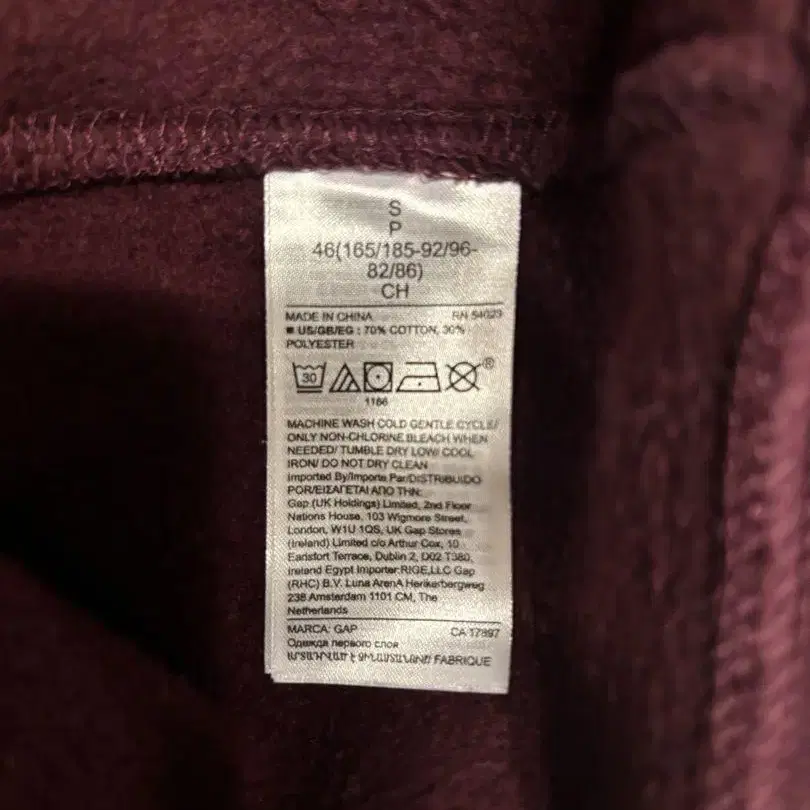 S
P
46(165/185-92/96-
82/86)
CH
MADE IN CHINA RN 54023
■ US/GB/EG : 70% COTTON, 30%
POLYESTER
30
®
1166
MACHINE WASH COLD GENTLE CYCLE/
ONLY NON-CHLORINE BLEACH WHEN
NEEDED/ TUMBLE DRY LOW/ COOL
IRON/ DO NOT DRY CLEAN
Imported By/Importe Par/DISTRIBUIDO
POR/ΕΙΣΑΓΕΤΑΙ ΑΠΟ ΤΗΝ:
Gap (UK Holdings) Limited, 2nd Floor
Nations House, 103 Wigmore Street,
London, W1U 1QS, UK Gap Stores
(Ireland) Limited c/o Arthur Cox, 10
Earlsfort Terrace, Dublin 2, D02 T380,
Ireland Egypt Importer:RIGE,LLC Gap
(RHC) B.V. Luna ArenA Herikerbergweg
238 Amsterdam 1101 CM, The
Netherlands
MARCA: GAP CA 17897
Одежда первого слоя
FABRIQUE